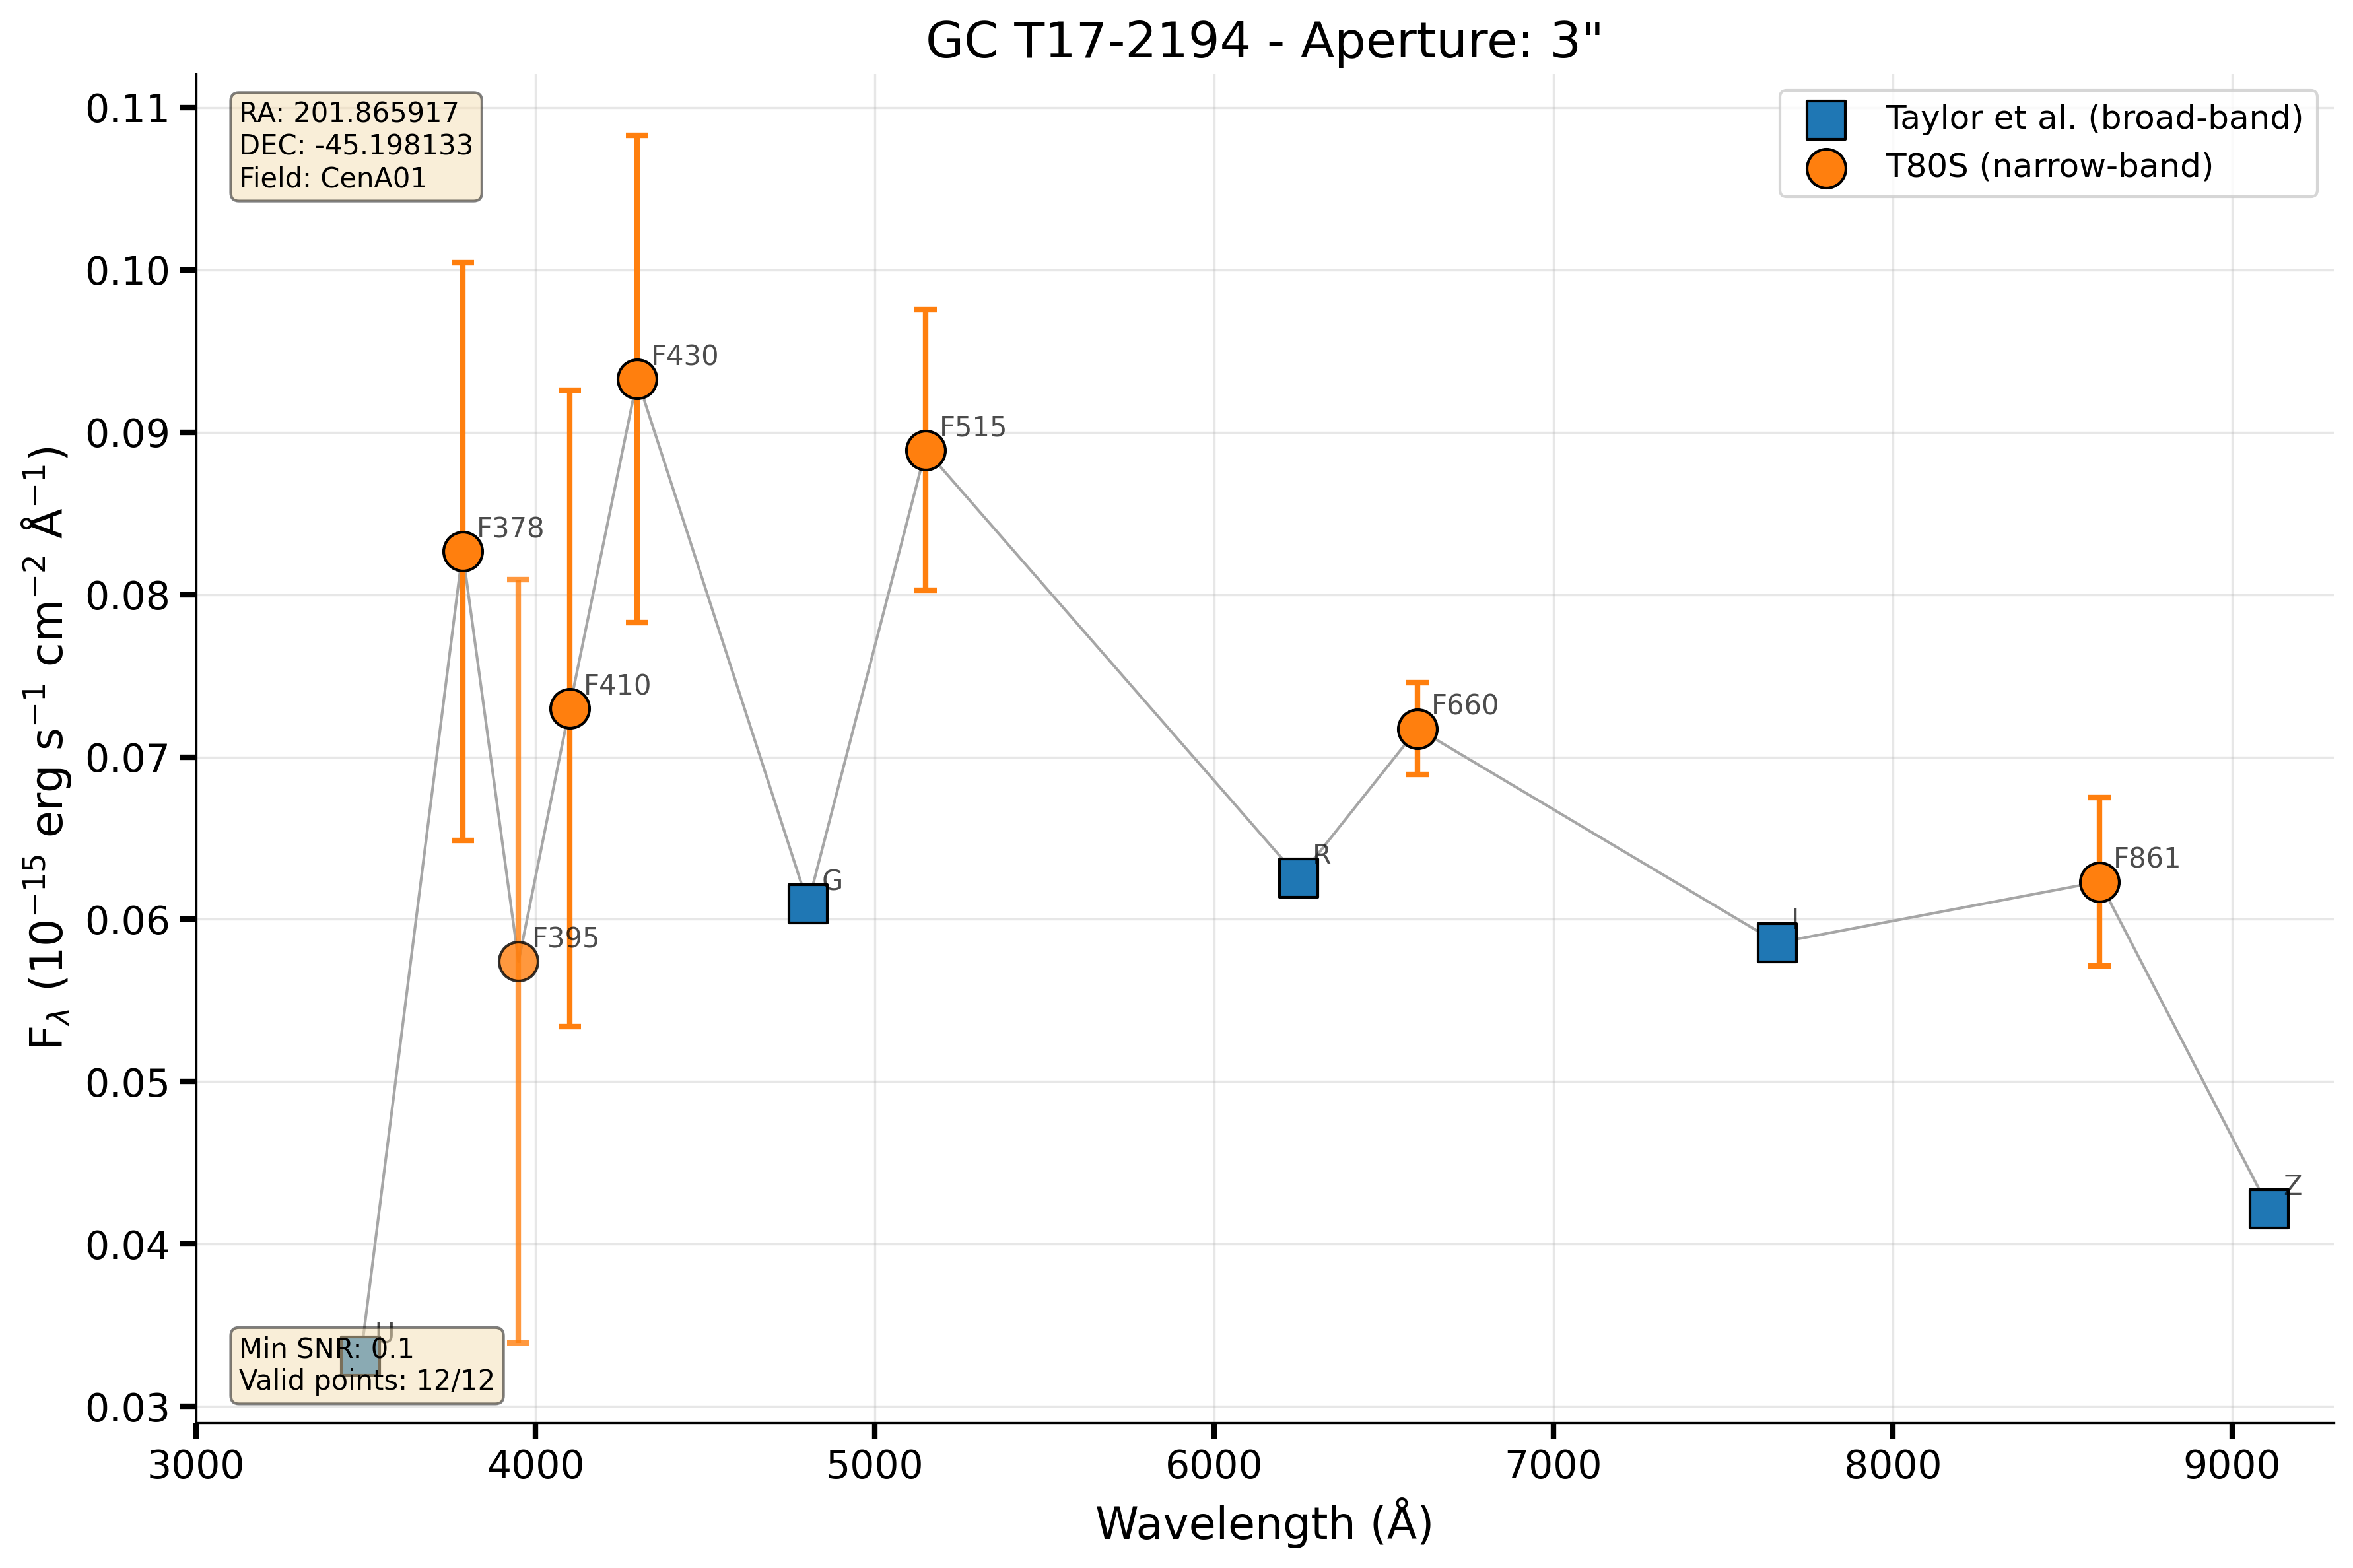 GC T17-2194 - Aperture: 3"
RA: 201.865917
DEC: -45.198133
Field: CenA01
Taylor et al. (broad-band)
T80S (narrow-band)
0.11
0.10
0.09
0.08
0.07
0.06
0.05
0.04
0.03
F_λ (10⁻¹⁵ erg s⁻¹ cm⁻² Å⁻¹)
F430
F515
F378
F410
F660
R
F861
G
I
F395
Z
U
Min SNR: 0.1
Valid points: 12/12
3000 4000 5000 6000 7000 8000 9000
Wavelength (Å)